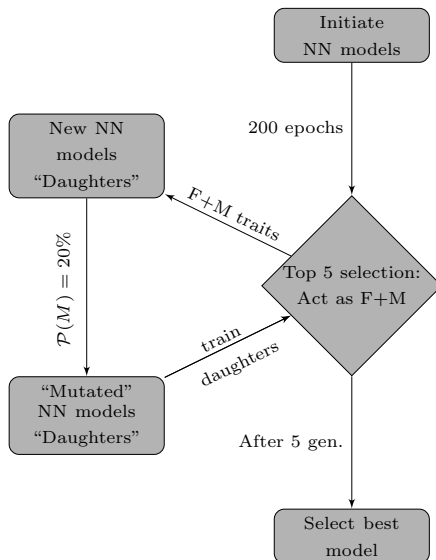 Initiate
NN models
200 epochs
New NN
models
“Daughters”
F+M traits
Top 5 selection:
Act as F+M
𝒫(M) = 20%
train
daughters
“Mutated”
NN models
“Daughters”
After 5 gen.
Select best
model